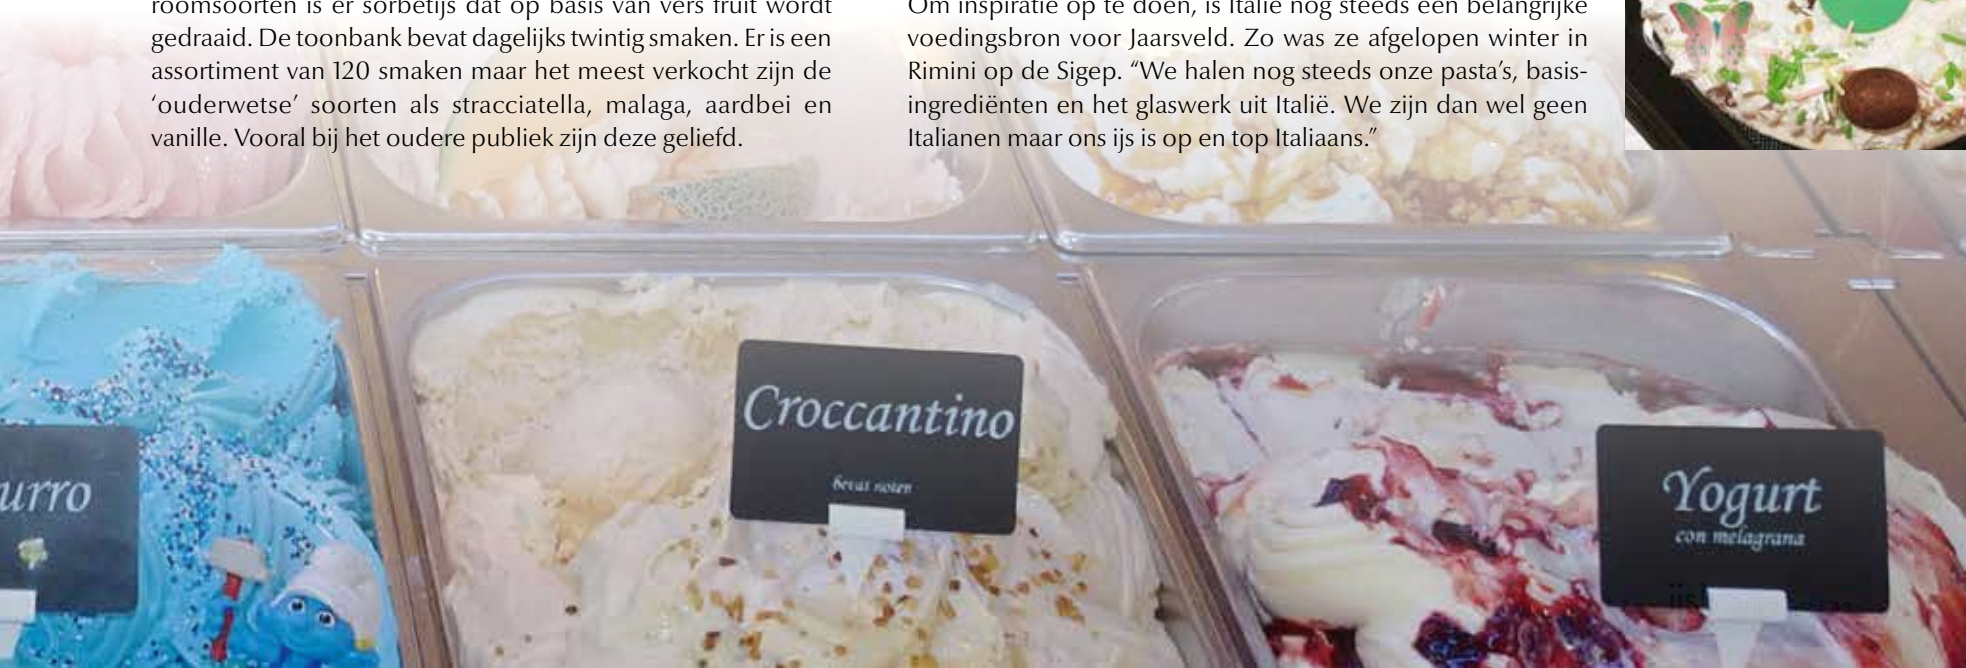 roomsoorten is er sorbetijs dat op basis van vers fruit wordt
gedraaid. De toonbank bevat dagelijks twintig smaken. Er is een
assortiment van 120 smaken maar het meest verkocht zijn de
‘ouderwetse’ soorten als stracciatella, malaga, aardbei en
vanille. Vooral bij het oudere publiek zijn deze geliefd.
Om inspiratie op te doen, is Italië nog steeds een belangrijke
voedingsbron voor Jaarsveld. Zo was ze afgelopen winter in
Rimini op de Sigep. “We halen nog steeds onze pasta’s, basis-
ingrediënten en het glaswerk uit Italië. We zijn dan wel geen
Italianen maar ons ijs is op en top Italiaans.”
urro
Croccantino
Bevat noten
Yogurt
con melagrana